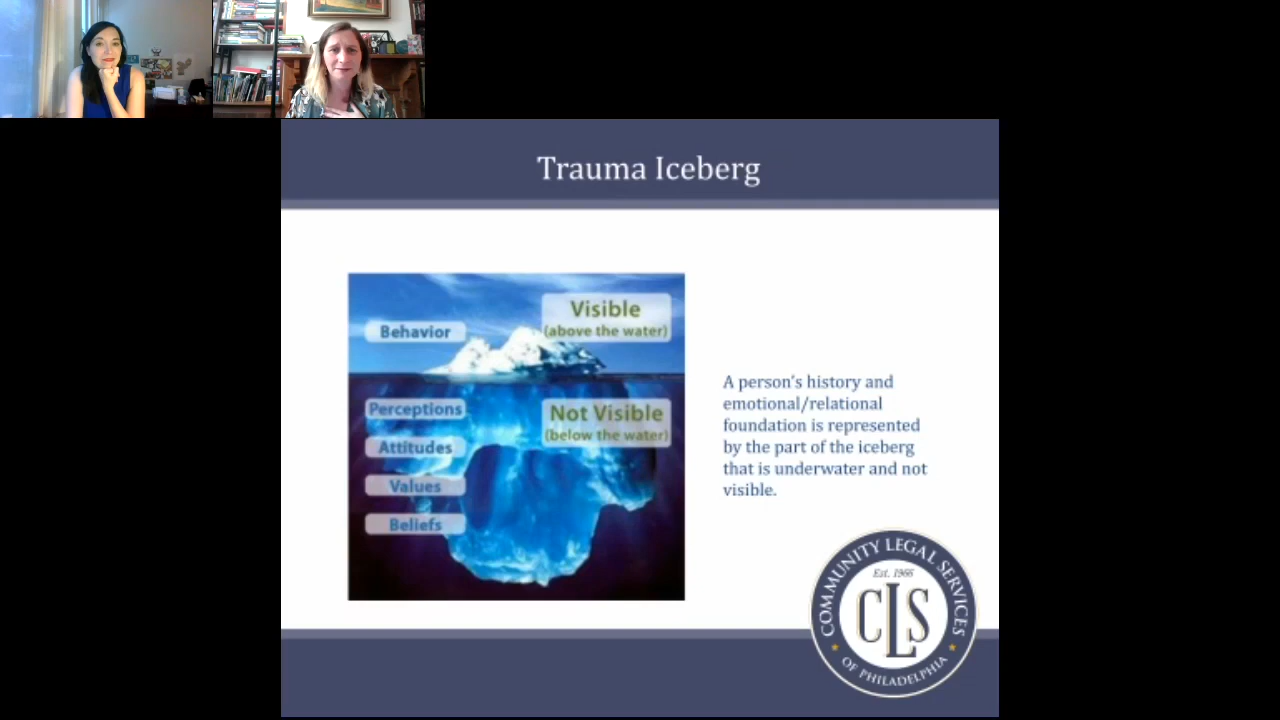 Trauma Iceberg
Visible
(above the water)
Behavior
Perceptions
Not Visible
(below the water)
Attitudes
Values
Beliefs
A person's history and
emotional/relational
foundation is represented
by the part of the iceberg
that is underwater and not
visible.
COMMUNITY LEGAL SERVICES
Est. 1966
CLS
OF PHILADELPHIA